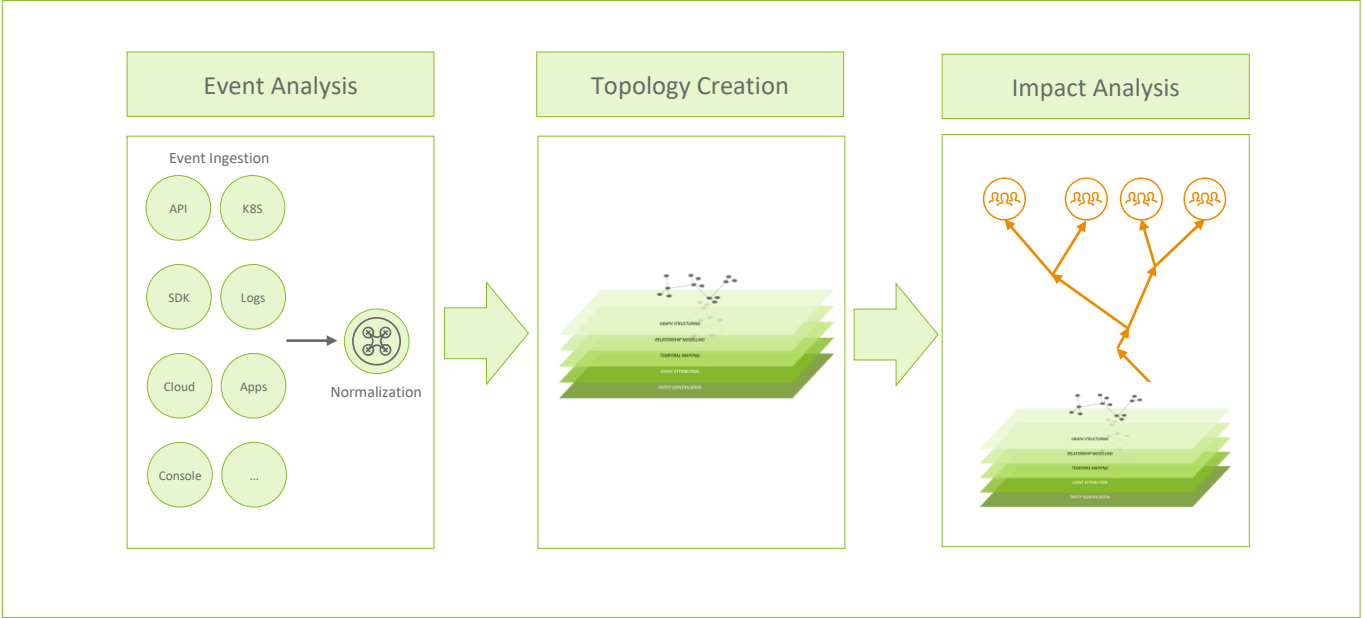 Event Analysis
Topology Creation
Impact Analysis
Event Ingestion
API
K8S
SDK
Logs
Cloud
Apps
Console
...
Normalization
GRAPH STRUCTURING
RELATIONSHIP MODELLING
TEMPORAL MAPPING
EVENT ATTRIBUTION
ENTITY IDENTIFICATION
GRAPH STRUCTURING
RELATIONSHIP MODELLING
TEMPORAL MAPPING
EVENT ATTRIBUTION
ENTITY IDENTIFICATION